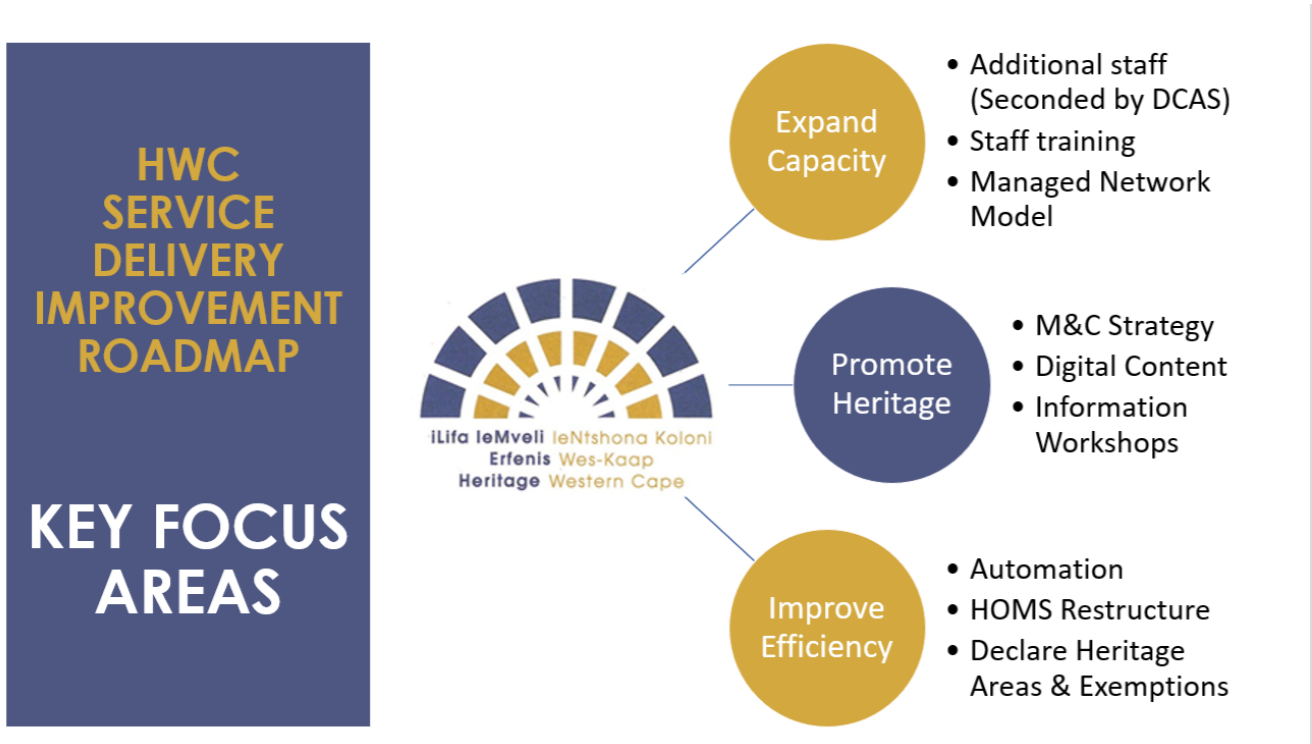 HWC
SERVICE
DELIVERY
IMPROVEMENT
ROADMAP
KEY FOCUS
AREAS
iLifa leMveli leNtshona Koloni
Erfenis Wes-Kaap
Heritage Western Cape
Expand
Capacity
• Additional staff
(Seconded by DCAS)
• Staff training
• Managed Network
Model
Promote
Heritage
• M&C Strategy
• Digital Content
• Information
Workshops
Improve
Efficiency
• Automation
• HOMS Restructure
• Declare Heritage
Areas & Exemptions